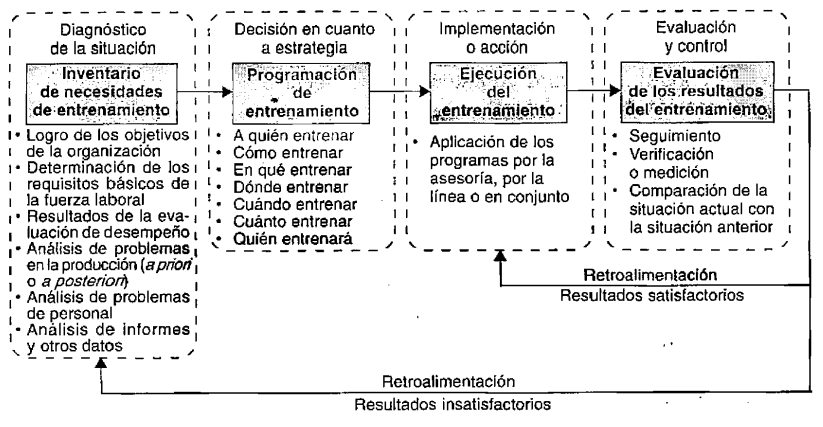 Diagnóstico
de la situación
Inventario
de necesidades
de entrenamiento
• Logro de los objetivos
de la organización
• Determinación de los
requisitos básicos de
la fuerza laboral
• Resultados de la eva-
luación de desempeño
• Análisis de problemas
en la producción (a priori
o a posteriori)
• Análisis de problemas
de personal
• Análisis de informes
y otros datos
Decisión en cuanto
a estrategia
Programación
de
entrenamiento
• A quién entrenar
• Cómo entrenar
• En qué entrenar
• Dónde entrenar
• Cuándo entrenar
• Cuánto entrenar
• Quién entrenará
Implementación
o acción
Ejecución
del
entrenamiento
• Aplicación de los
programas por la
asesoría, por la
línea o en conjunto
Evaluación
y control
Evaluación
de los resultados
del entrenamiento
• Seguimiento
• Verificación
o medición
• Comparación de la
situación actual con
la situación anterior
Retroalimentación
Resultados satisfactorios
Retroalimentación
Resultados insatisfactorios